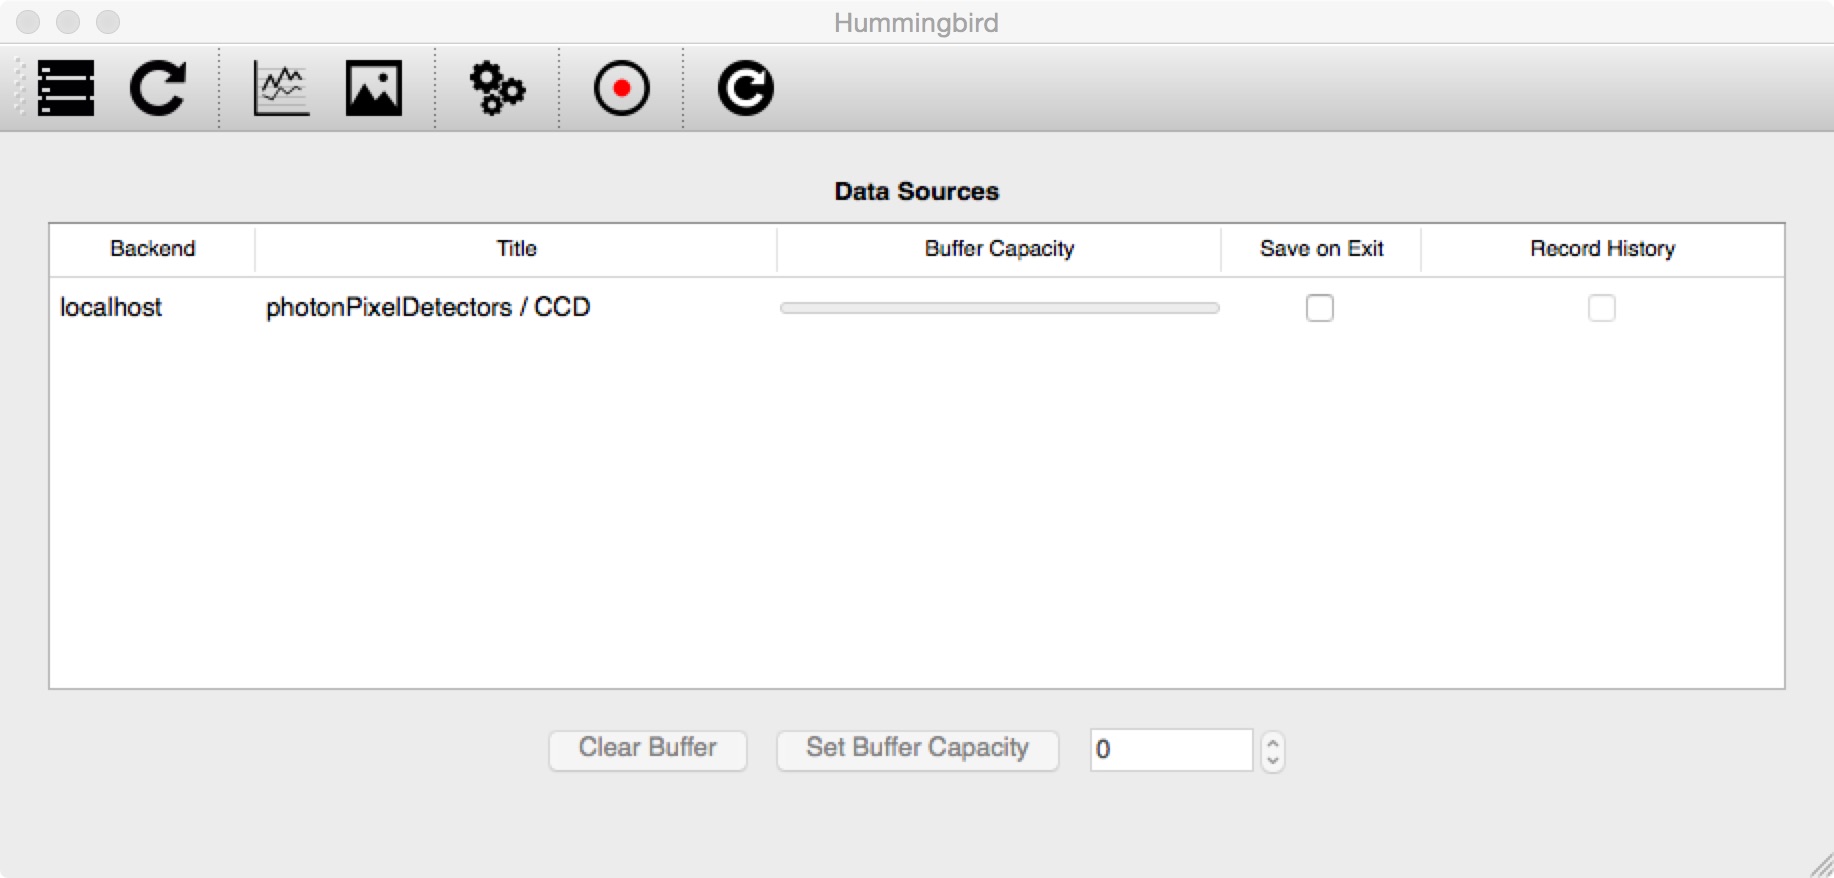 Hummingbird
Data Sources
Backend Title Buffer Capacity Save on Exit Record History
localhost photonPixelDetectors / CCD
Clear Buffer Set Buffer Capacity 0